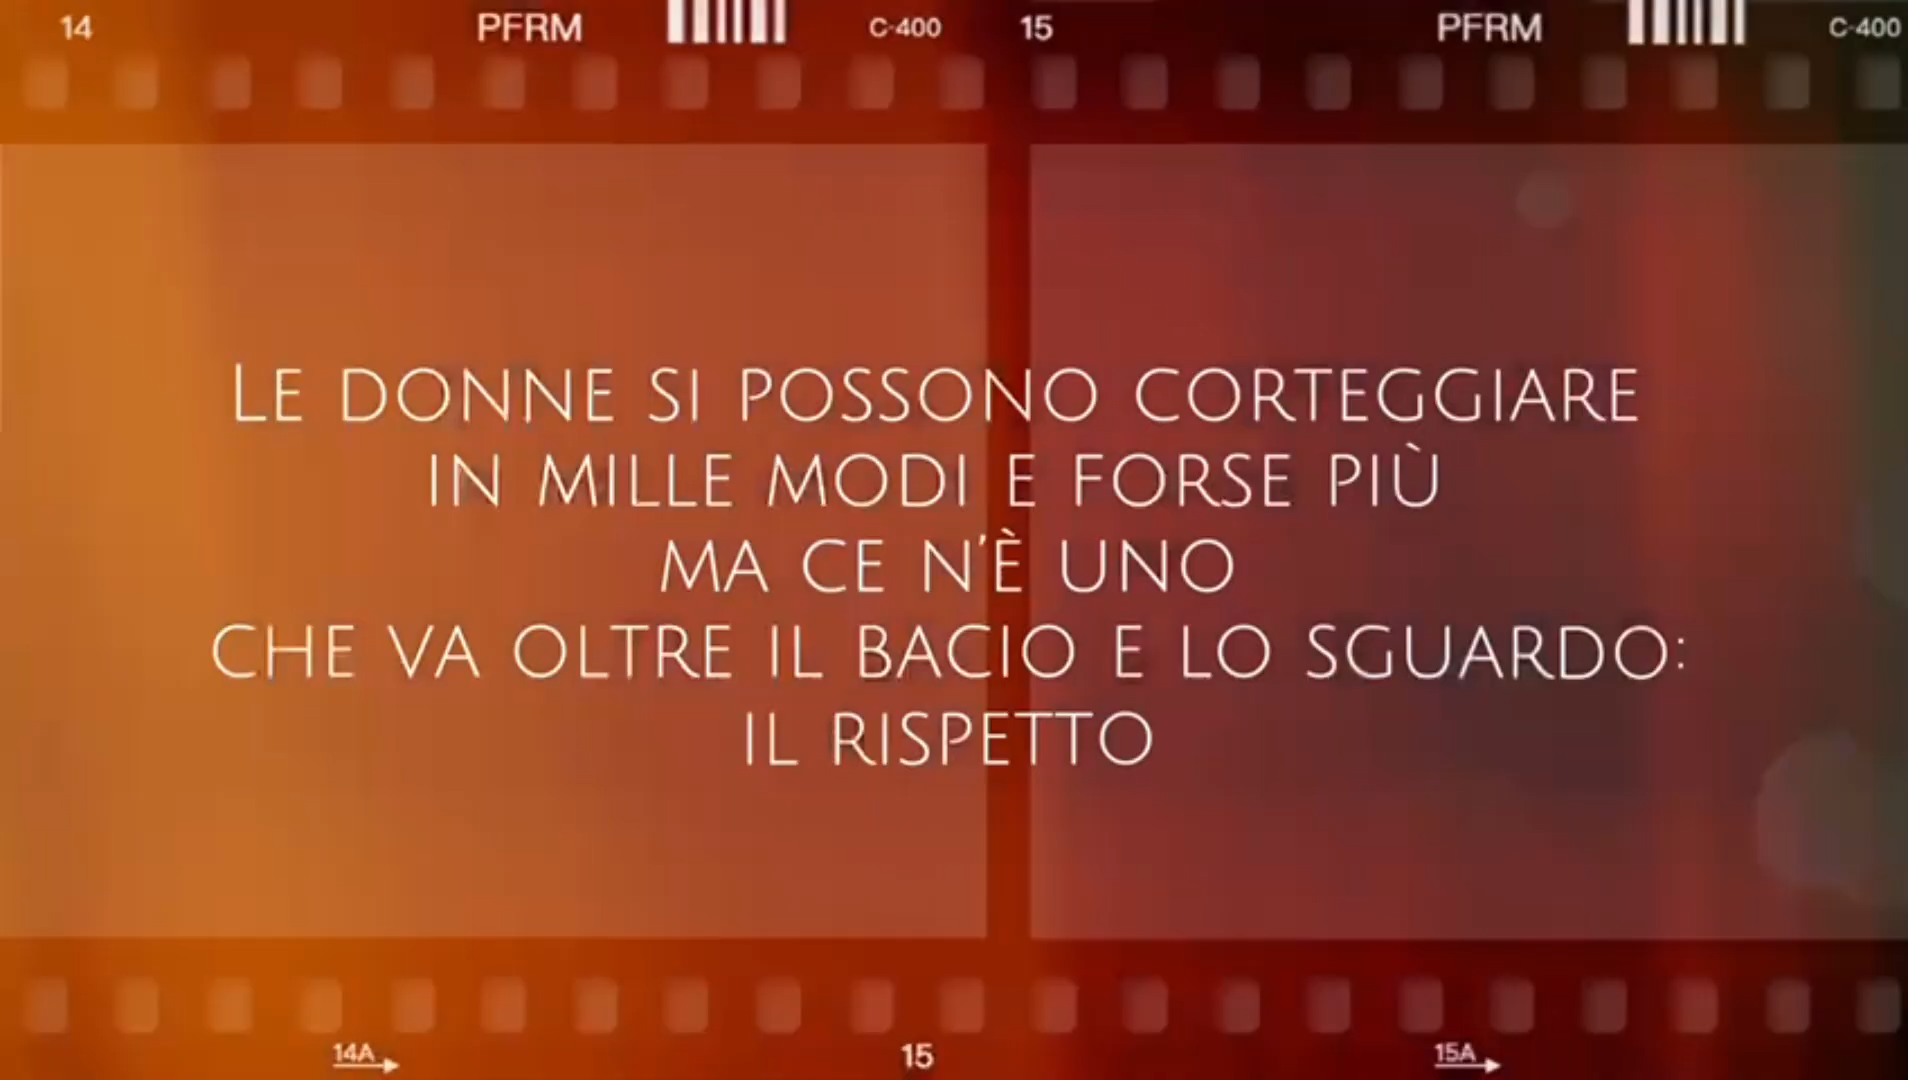 14 PFRM C-400 15 PFRM C-400
Le donne si possono corteggiare
in mille modi e forse più
ma ce n'è uno
che va oltre il bacio e lo sguardo:
il rispetto
14A 15 15A